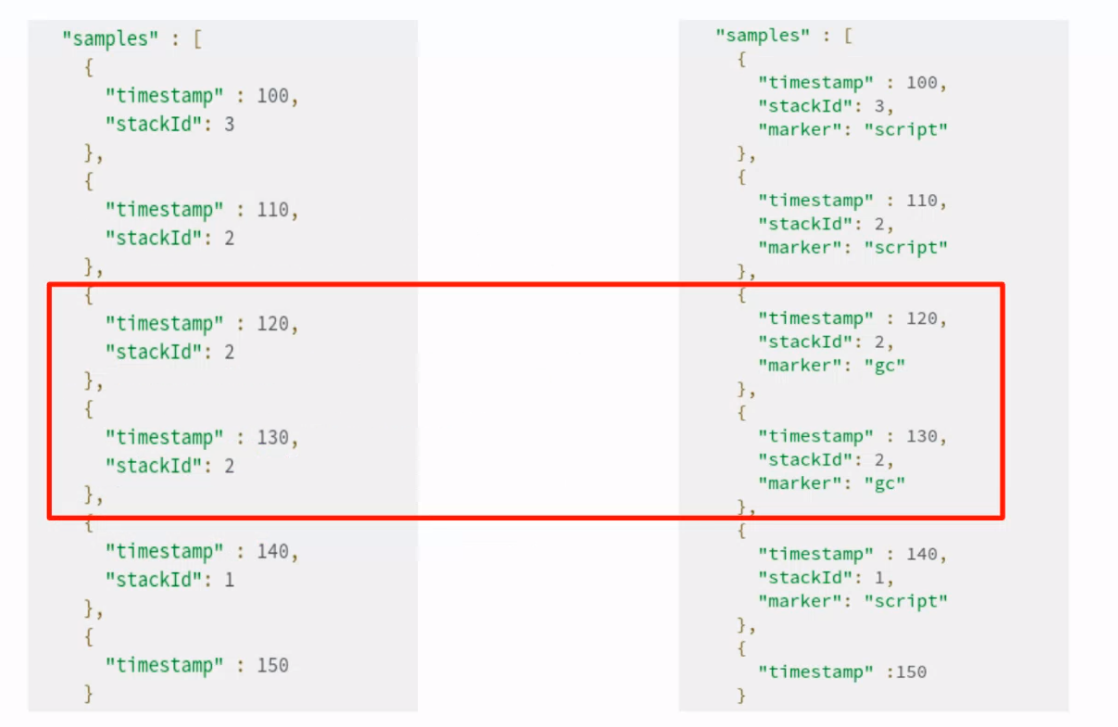 "samples" : [
{
"timestamp" : 100,
"stackId": 3
},
{
"timestamp" : 110,
"stackId": 2
},
{
"timestamp" : 120,
"stackId": 2
},
{
"timestamp" : 130,
"stackId": 2
},
{
"timestamp" : 140,
"stackId": 1
},
{
"timestamp" : 150
}
"samples" : [
{
"timestamp" : 100,
"stackId": 3,
"marker": "script"
},
{
"timestamp" : 110,
"stackId": 2,
"marker": "script"
},
{
"timestamp" : 120,
"stackId": 2,
"marker": "gc"
},
{
"timestamp" : 130,
"stackId": 2,
"marker": "gc"
},
{
"timestamp" : 140,
"stackId": 1,
"marker": "script"
},
{
"timestamp" :150
}